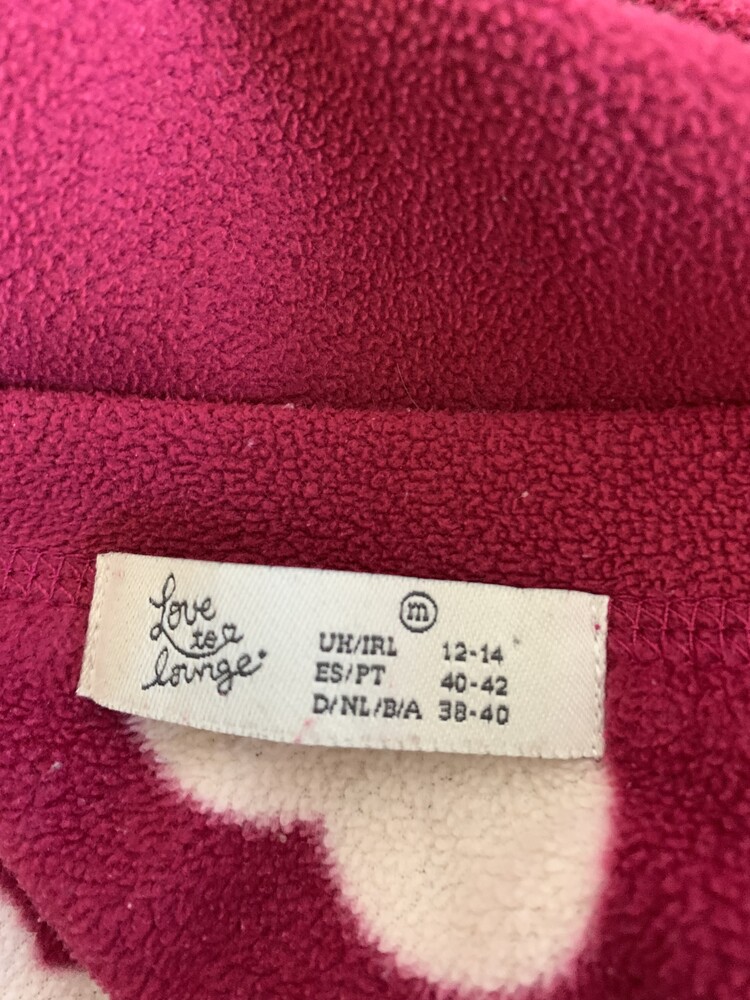 Love
to
lounge
m
UK/IRL 12-14
ES/PT 40-42
D/NL/B/A 38-40